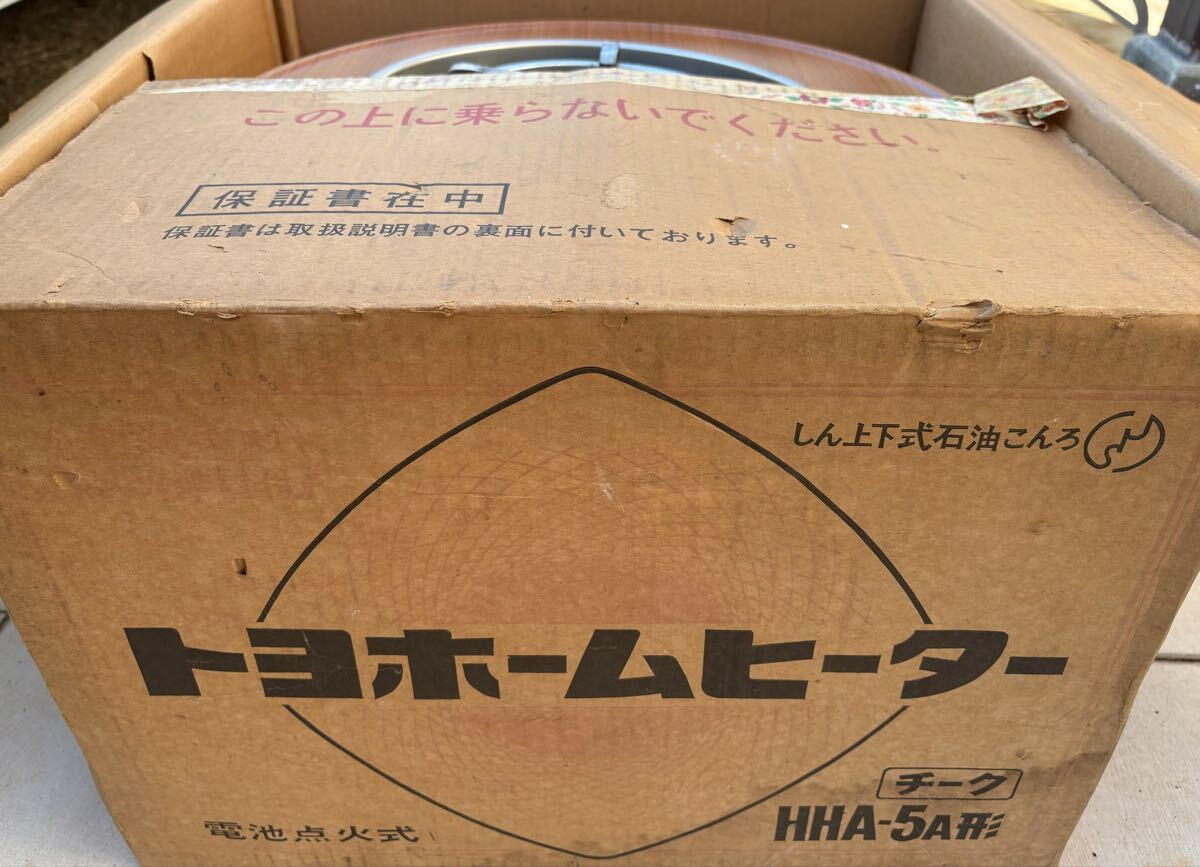 この上に乗らないでください。
保証書在中
保証書は取扱説明書の裏面に付いております。
しん上下式石油こんろ
トヨホームヒーター
チーク
HHA-5A形
電池点火式